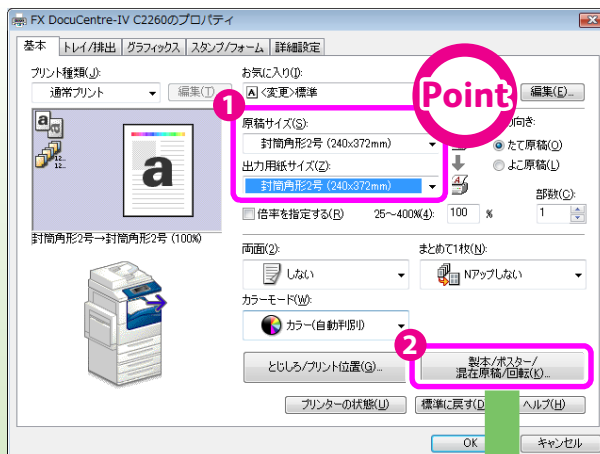 FX DocuCentre-IV C2260のプロパティ
基本 トレイ/排出 グラフィックス スタンプ/フォーム 詳細設定
プリント種類(J):
通常プリント 編集(T)
お気に入り(I):
A <変更>標準 編集(E)...
Point
1
原稿サイズ(S):
封筒角形2号 (240x372mm)
出力用紙サイズ(Z):
封筒角形2号 (240x372mm)
の向き:
たて原稿(O)
よこ原稿(L)
a
封筒角形2号→封筒角形2号 (100%)
倍率を指定する(R) 25~400%(4): 100 %
部数(C):
1
両面(2):
しない
まとめて1枚(N):
Nアップしない
カラーモード(W):
カラー(自動判別)
2
とじしろ/プリント位置(G)...
製本/ポスター/
混在原稿/回転(K)...
プリンターの状態(U) 標準に戻す(D ヘルプ(H)
OK キャンセル